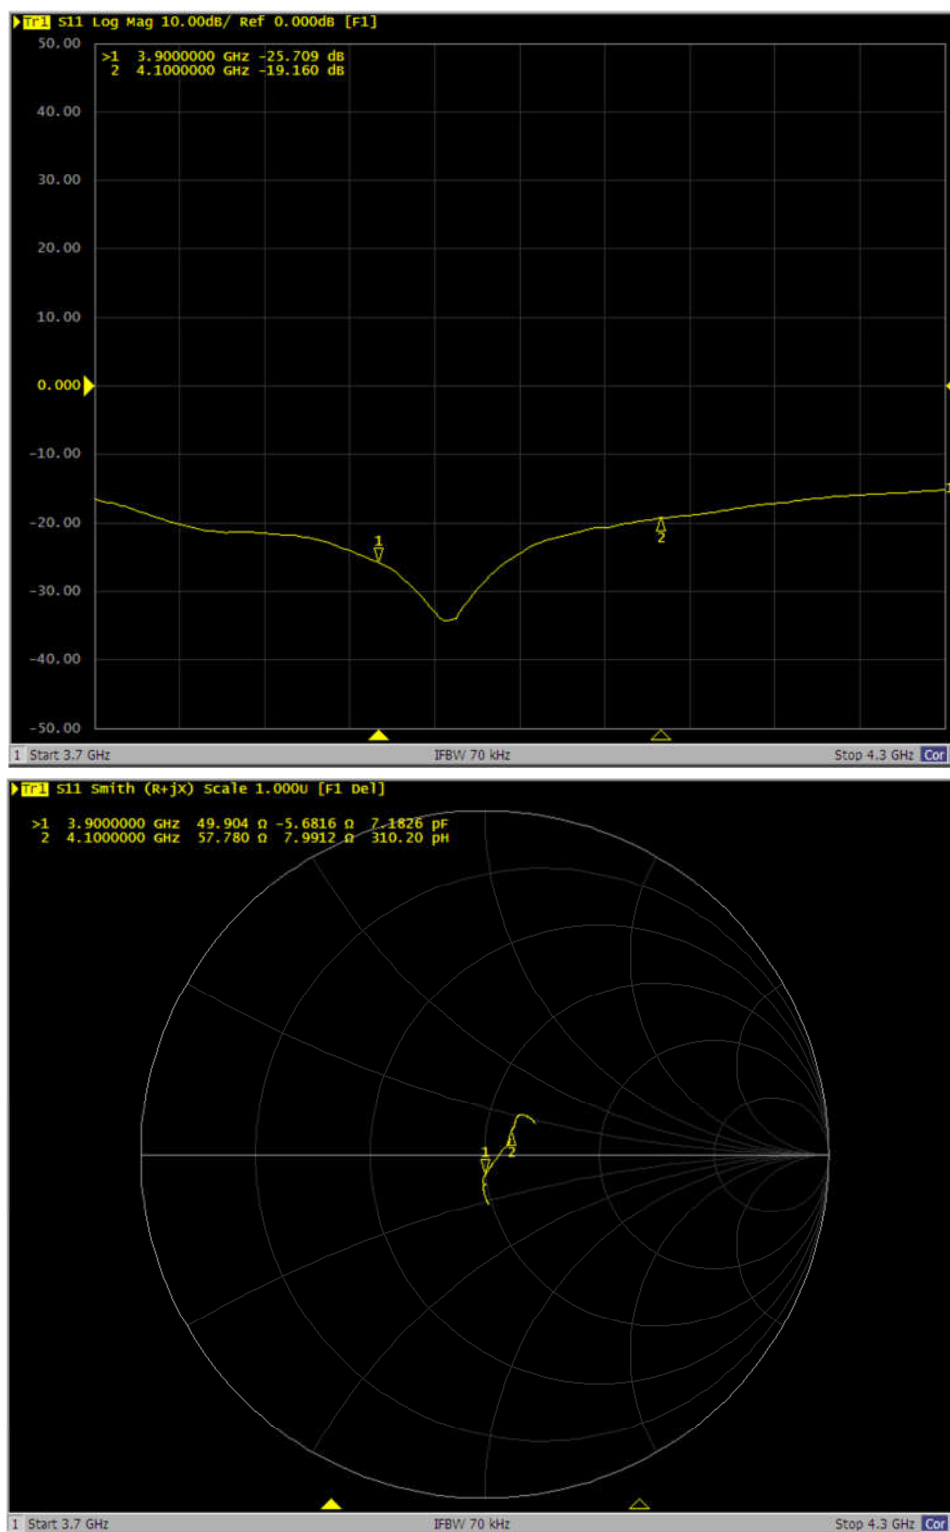 Tr1 S11 Log Mag 10.00dB/ Ref 0.000dB [F1]
50.00
>1 3.9000000 GHz -25.709 dB
2 4.1000000 GHz -19.160 dB
40.00
30.00
20.00
10.00
0.000
-10.00
1
-20.00
1
2
-30.00
-40.00
-50.00
1 Start 3.7 GHz IFBW 70 kHz Stop 4.3 GHz Cor
Tr1 S11 Smith (R+jX) Scale 1.000U [F1 Del]
>1 3.9000000 GHz 49.904 Ω -5.6816 Ω 7.1826 pF
2 4.1000000 GHz 57.780 Ω 7.9912 Ω 310.20 pH
1
2
1 Start 3.7 GHz IFBW 70 kHz Stop 4.3 GHz Cor